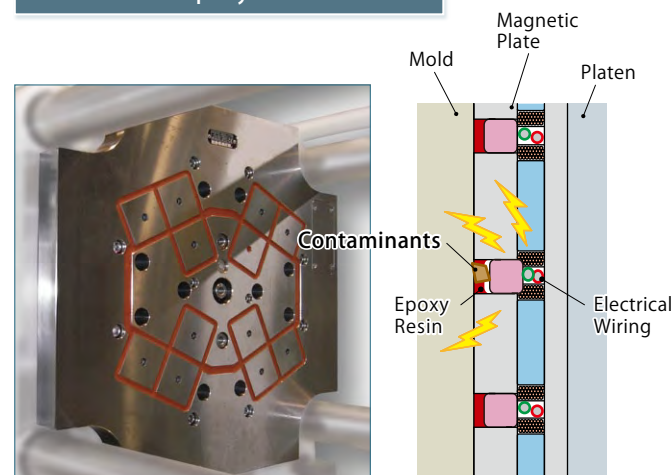 Magnetic
Plate
Mold
Platen
Contaminants
Epoxy
Resin
Electrical
Wiring